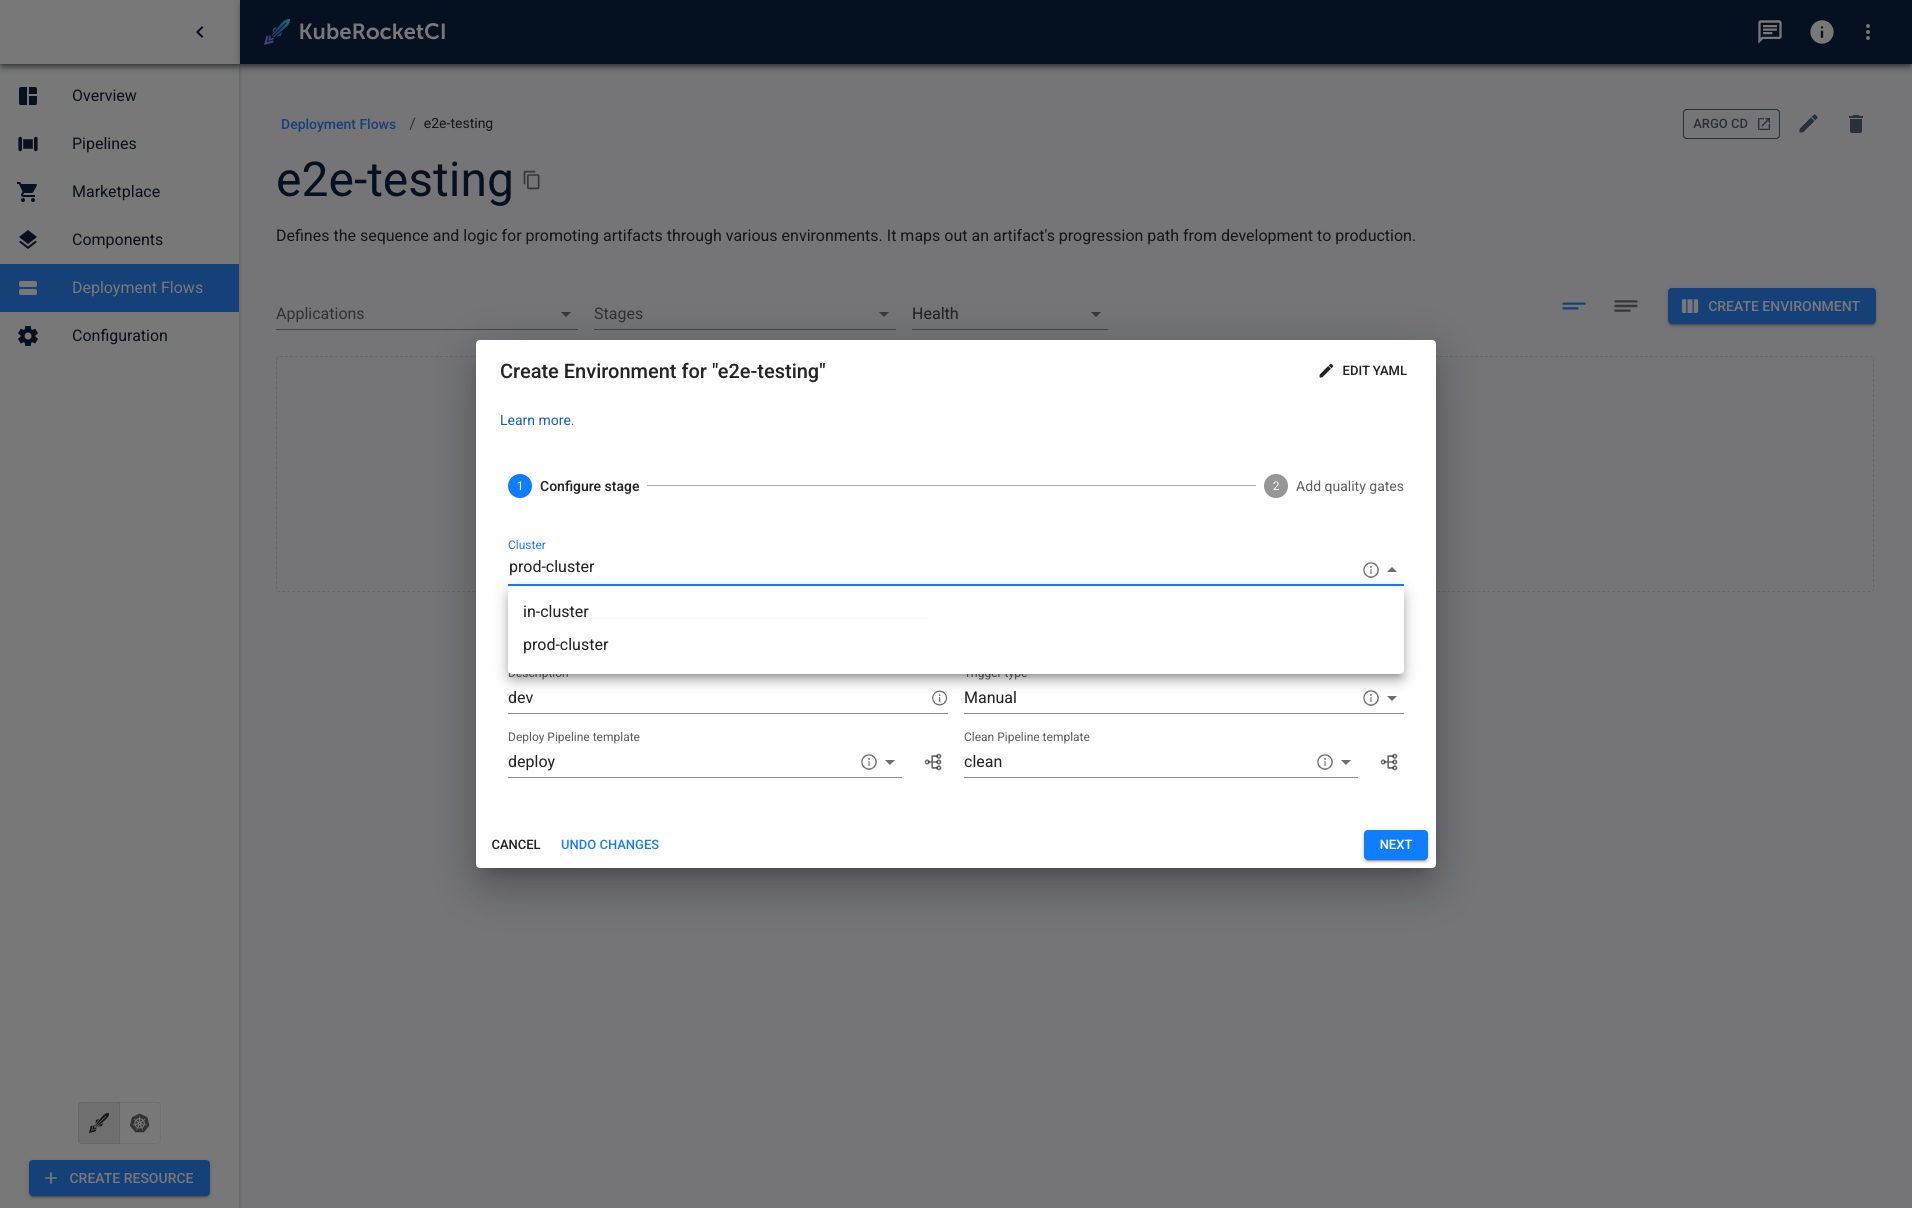 KubeRocketCI
Overview
Pipelines
Marketplace
Components
Deployment Flows
Configuration
CREATE RESOURCE
Deployment Flows / e2e-testing
ARGO CD
e2e-testing
Defines the sequence and logic for promoting artifacts through various environments. It maps out an artifact's progression path from development to production.
Applications
Stages
Health
CREATE ENVIRONMENT
Create Environment for "e2e-testing"
EDIT YAML
Learn more.
1 Configure stage
2 Add quality gates
Cluster
prod-cluster
in-cluster
prod-cluster
Description
Trigger type
dev
Manual
Deploy Pipeline template
Clean Pipeline template
deploy
clean
CANCEL
UNDO CHANGES
NEXT